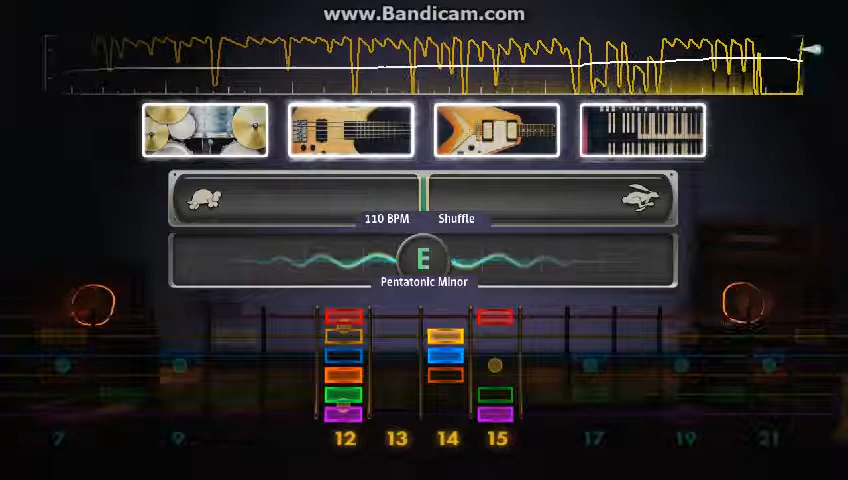 www.Bandicam.com
110 BPM Shuffle
E
Pentatonic Minor
7 9 12 13 14 15 17 19 21